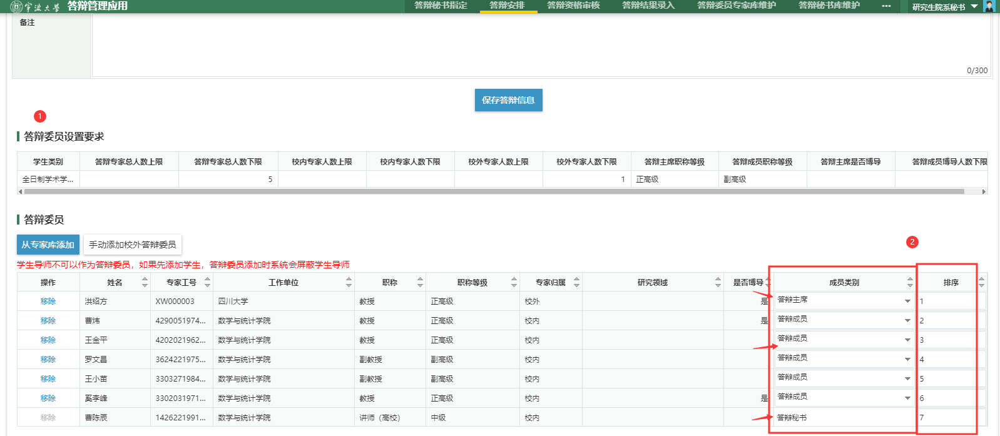 宁波大学 答辩管理应用 答辩秘书指定 答辩安排 答辩资格审核 答辩结果录入 答辩委员专家库维护 答辩秘书库维护 ••• 研究生院系秘书
备注
0/300
保存答辩信息
1
答辩委员设置要求
学生类别 答辩专家总人数上限 答辩专家总人数下限 校内专家人数上限 校内专家人数下限 校外专家人数上限 校外专家人数下限 答辩主席职称等级 答辩成员职称等级 答辩主席是否博导 答辩成员博导人数下限
全日制学术学... 5 1 正高级 副高级
答辩委员
从专家库添加 手动添加校外答辩委员
2
学生导师不可以作为答辩委员，如果先添加学生，答辩委员添加时系统会屏蔽学生导师
操作 姓名 专家工号 工作单位 职称 职称等级 专家归属 研究领域 是否博导 成员类别 排序
移除 洪绍方 XW000003 四川大学 教授 正高级 校外 是 答辩主席 1
移除 曹炜 4290051974... 数学与统计学院 教授 正高级 校内 是 答辩成员 2
移除 王金平 4202021962... 数学与统计学院 教授 正高级 校内 答辩成员 3
移除 罗文昌 3624221975... 数学与统计学院 副教授 副高级 校内 答辩成员 4
移除 王小苗 3303271984... 数学与统计学院 副教授 副高级 校内 答辩成员 5
移除 奚李峰 3302031971... 数学与统计学院 教授 正高级 校内 是 答辩成员 6
移除 曹陈辰 1426221991... 数学与统计学院 讲师（高校） 中级 校内 答辩秘书 7